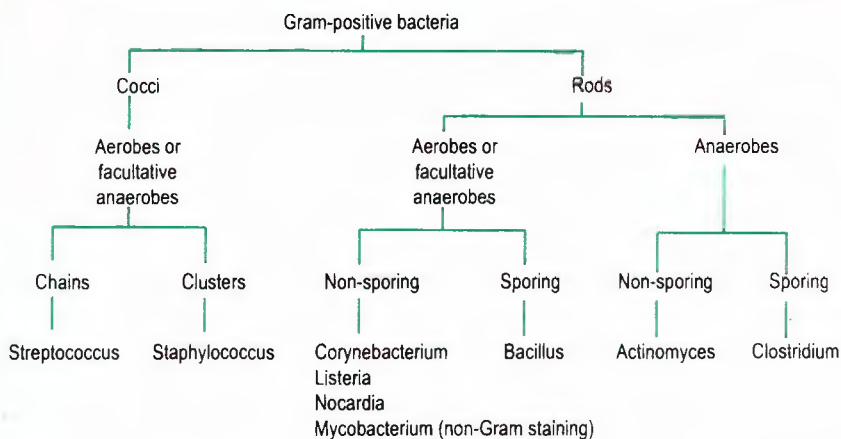 Gram-positive bacteria
Cocci
Rods
Aerobes or
facultative
anaerobes
Aerobes or
facultative
anaerobes
Anaerobes
Chains
Clusters
Non-sporing
Sporing
Non-sporing
Sporing
Streptococcus
Staphylococcus
Corynebacterium
Listeria
Nocardia
Mycobacterium (non-Gram staining)
Bacillus
Actinomyces
Clostridium